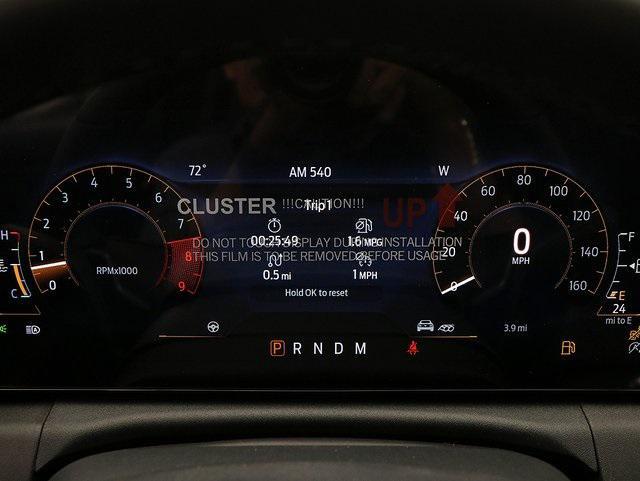 72° AM 540 W
CLUSTER !!!CAUTION!!! UP
Trip 1
DO NOT TOUCH DISPLAY DURING INSTALLATION
THIS FILM IS TO BE REMOVED BEFORE USAGE
00:25:49 1.6 MPG
0.5 mi 1 MPH
Hold OK to reset
0 1 2 3 4 5 6 7 8 9
RPMx1000
0 20 40 60 80 100 120 140 160
0
MPH
H
C
E
24
mi to E
3.9 mi
P R N D M